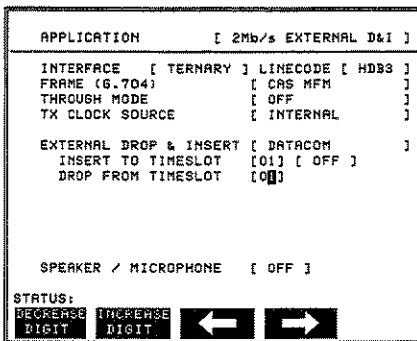 APPLICATION [ 2Mb/s EXTERNAL D&I ]
INTERFACE [ TERNARY ] LINECODE [ HDB3 ]
FRAME (G.704) [ CAS MFM ]
THROUGH MODE [ OFF ]
TX CLOCK SOURCE [ INTERNAL ]
EXTERNAL DROP & INSERT [ DATACOM ]
INSERT TO TIMESLOT [01] [ OFF ]
DROP FROM TIMESLOT [01]
SPEAKER / MICROPHONE [ OFF ]
STATUS:
DECREASE DIGIT INCREASE DIGIT